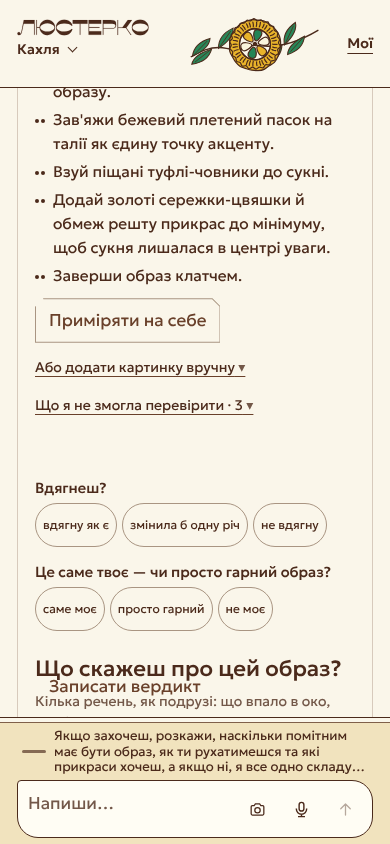 ЛЮСТЕРКО
Кахля
Мої
образу.
•• Зав'яжи бежевий плетений пасок на
талії як єдину точку акценту.
•• Взуй піщані туфлі-човники до сукні.
•• Додай золоті сережки-цвяшки й
обмеж решту прикрас до мінімуму,
щоб сукня лишалася в центрі уваги.
•• Заверши образ клатчем.
Приміряти на себе
Або додати картинку вручну ▾
Що я не змогла перевірити · 3 ▾
Вдягнеш?
вдягну як є
змінила б одну річ
не вдягну
Це саме твоє — чи просто гарний образ?
саме моє
просто гарний
не моє
Що скажеш про цей образ?
Записати вердикт
Кілька речень, як подрузі: що впало в око,
Якщо захочеш, розкажи, наскільки помітним
має бути образ, як ти рухатимешся та які
прикраси хочеш, а якщо ні, я все одно складу…
Напиши…